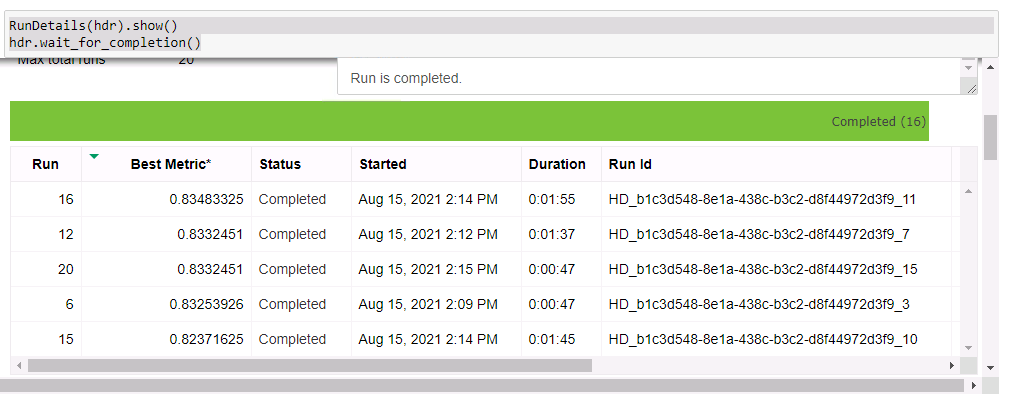 RunDetails(hdr).show()
hdr.wait_for_completion()
Max total runs 20
Run is completed.
Completed (16)
Run Best Metric* Status Started Duration Run Id
16 0.83483325 Completed Aug 15, 2021 2:14 PM 0:01:55 HD_b1c3d548-8e1a-438c-b3c2-d8f44972d3f9_11
12 0.8332451 Completed Aug 15, 2021 2:12 PM 0:01:37 HD_b1c3d548-8e1a-438c-b3c2-d8f44972d3f9_7
20 0.8332451 Completed Aug 15, 2021 2:15 PM 0:00:47 HD_b1c3d548-8e1a-438c-b3c2-d8f44972d3f9_15
6 0.83253926 Completed Aug 15, 2021 2:09 PM 0:00:47 HD_b1c3d548-8e1a-438c-b3c2-d8f44972d3f9_3
15 0.82371625 Completed Aug 15, 2021 2:14 PM 0:01:45 HD_b1c3d548-8e1a-438c-b3c2-d8f44972d3f9_10